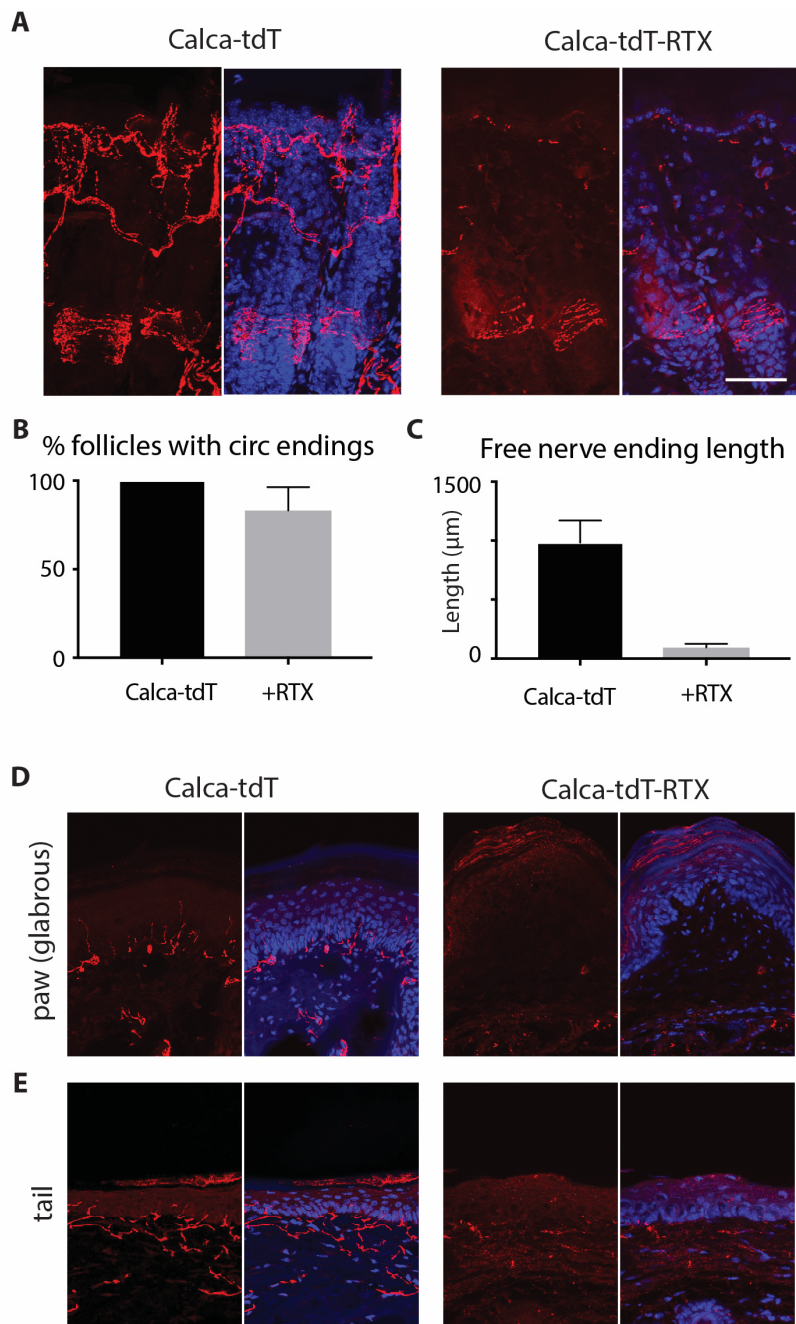 A
Calca-tdT
Calca-tdT-RTX
B
% follicles with circ endings
100
50
0
Calca-tdT
+RTX
C
Free nerve ending length
1500
Length (µm)
0
Calca-tdT
+RTX
D
Calca-tdT
Calca-tdT-RTX
paw (glabrous)
E
tail